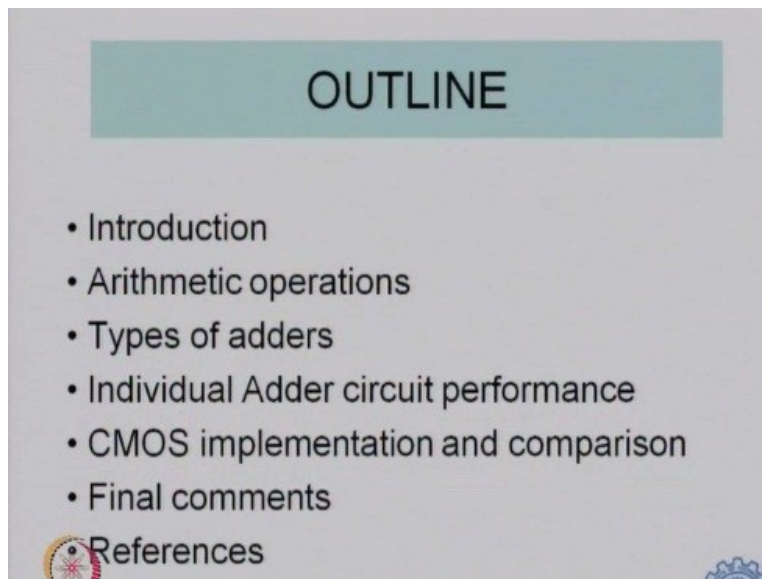 OUTLINE
• Introduction
• Arithmetic operations
• Types of adders
• Individual Adder circuit performance
• CMOS implementation and comparison
• Final comments
• References